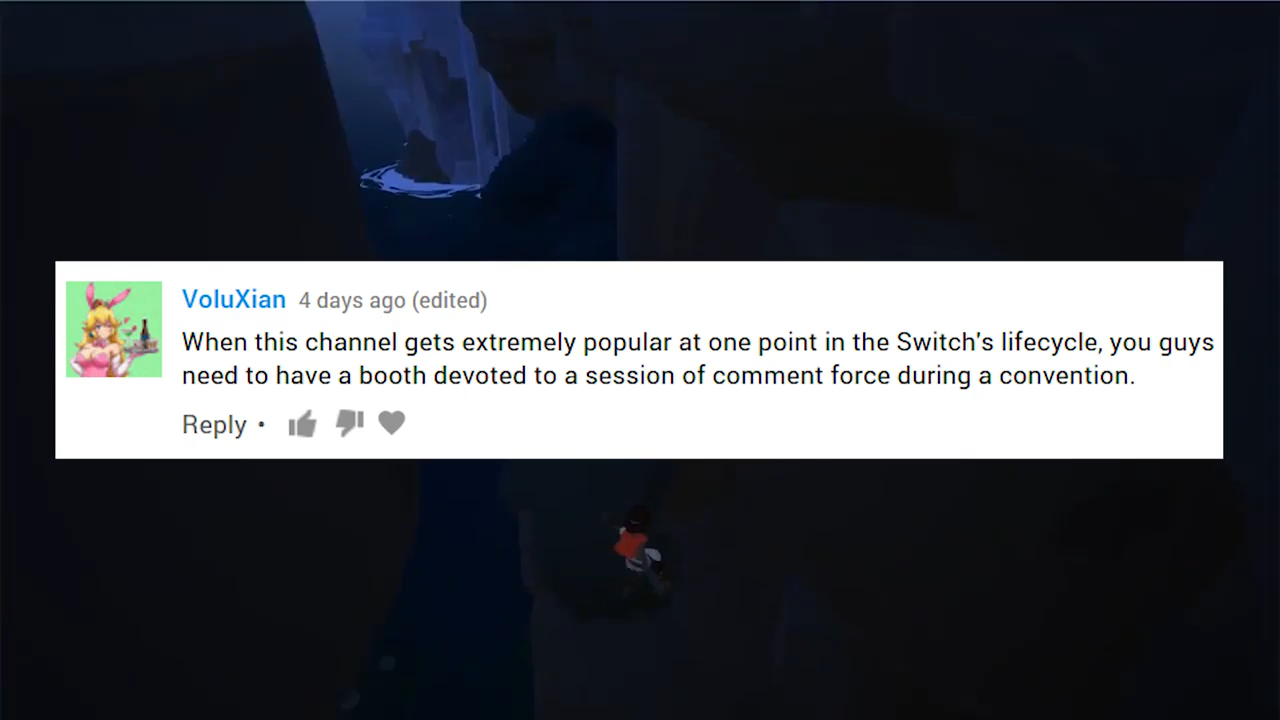 VoluXian 4 days ago (edited)
When this channel gets extremely popular at one point in the Switch's lifecycle, you guys
need to have a booth devoted to a session of comment force during a convention.
Reply •